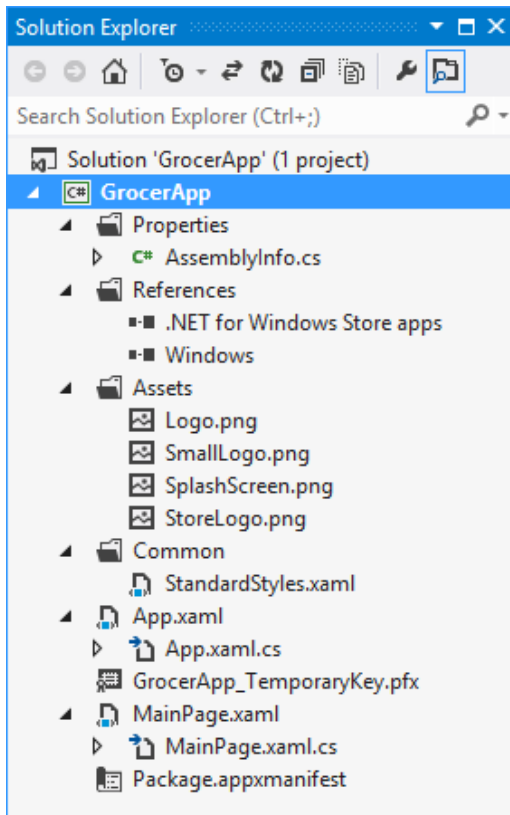 Solution Explorer
Search Solution Explorer (Ctrl+;)
Solution 'GrocerApp' (1 project)
C# GrocerApp
Properties
C# AssemblyInfo.cs
References
.NET for Windows Store apps
Windows
Assets
Logo.png
SmallLogo.png
SplashScreen.png
StoreLogo.png
Common
StandardStyles.xaml
App.xaml
App.xaml.cs
GrocerApp_TemporaryKey.pfx
MainPage.xaml
MainPage.xaml.cs
Package.appxmanifest